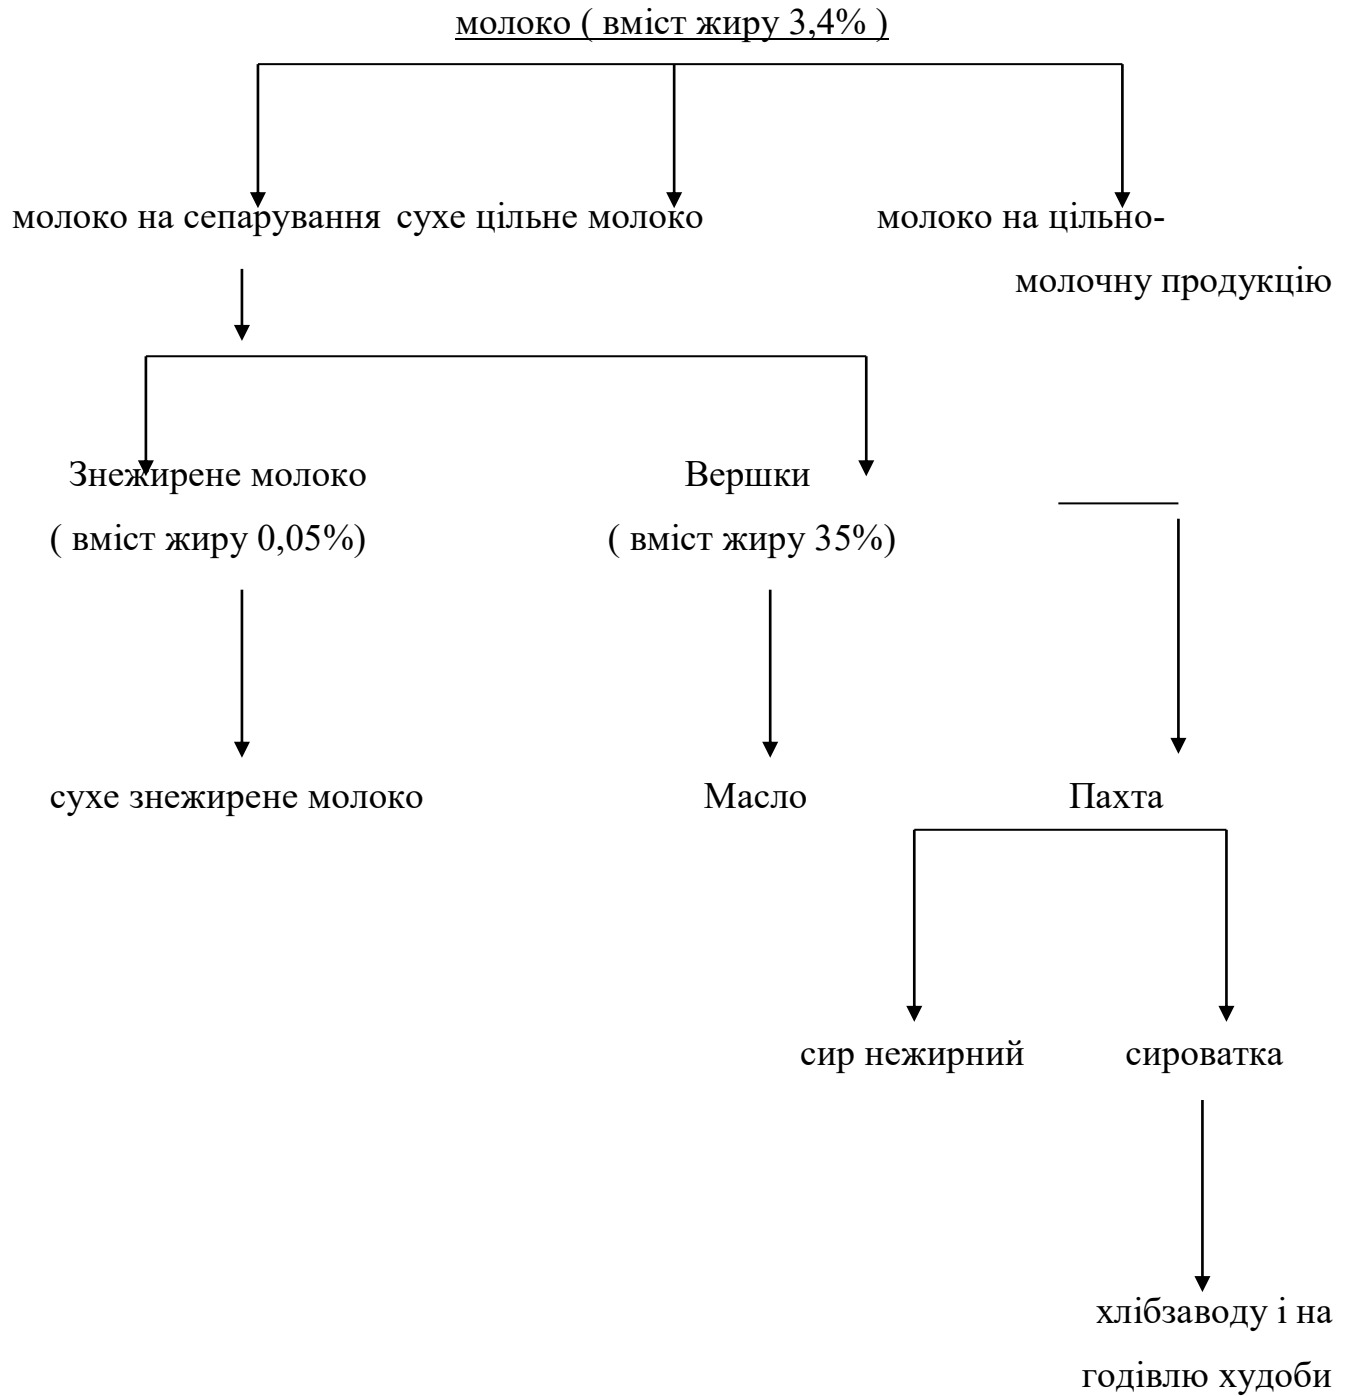 молоко ( вміст жиру 3,4% )
молоко на сепарування сухе цільне молоко молоко на цільно-
молочну продукцію
Знежирене молоко Вершки
( вміст жиру 0,05%) ( вміст жиру 35%)
сухе знежирене молоко Масло Пахта
сир нежирний сироватка
хлібзаводу і на
годівлю худоби